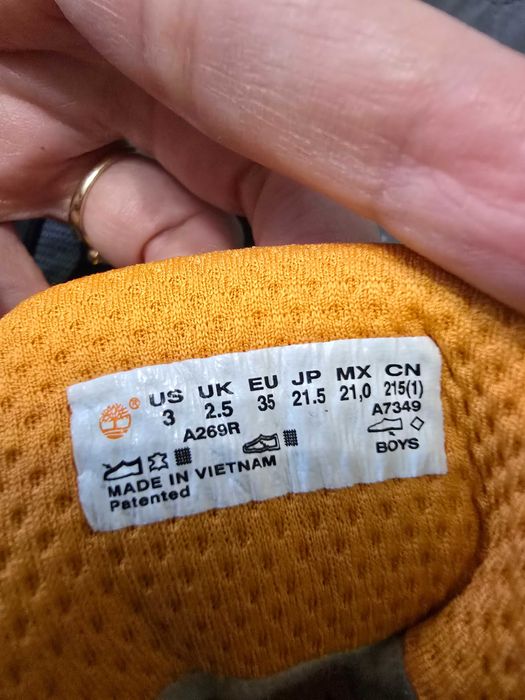 US UK EU JP MX CN
3 2.5 35 21.5 21,0 215(1)
A269R A7349
MADE IN VIETNAM BOYS
Patented
®